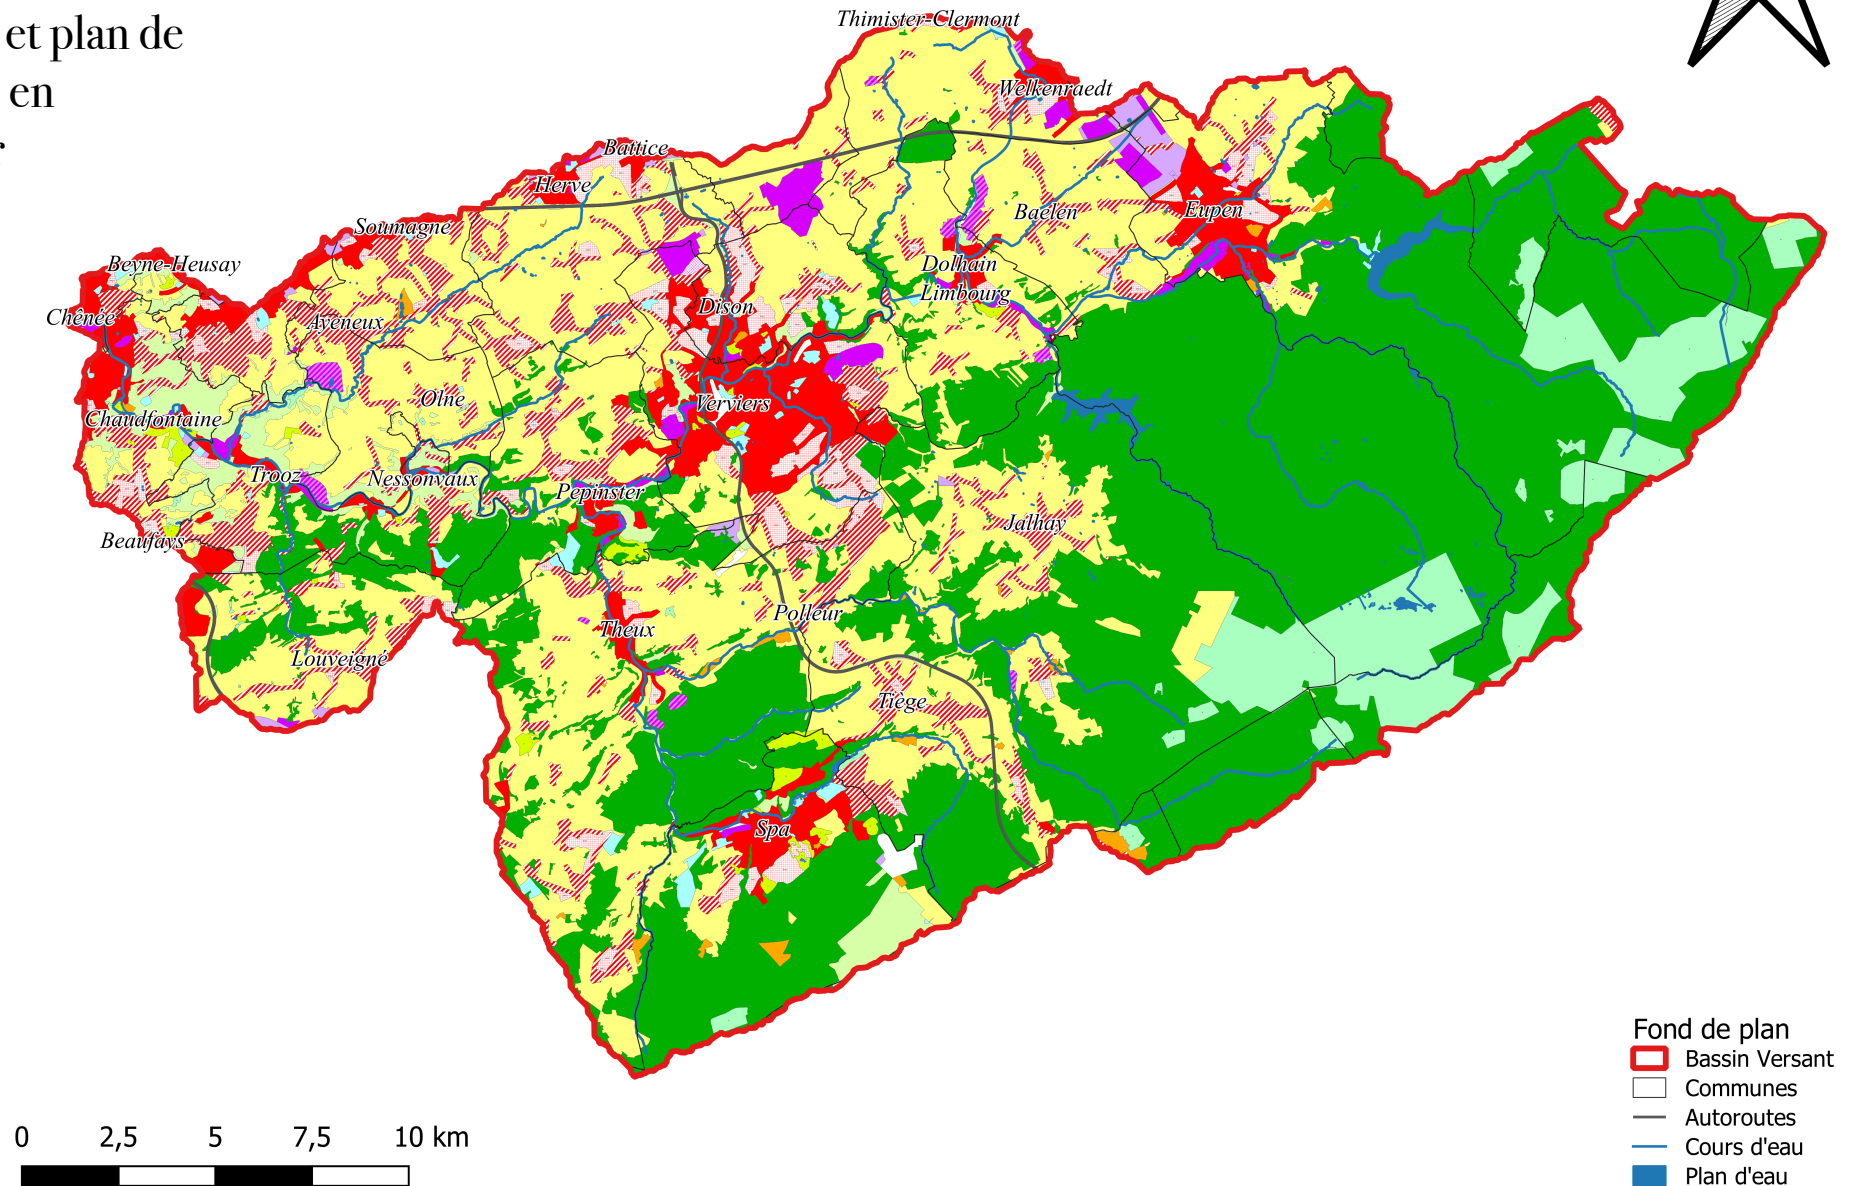 et plan de
en
Thimister-Clermont
Welkenraedt
Battice
Herve
Soumagne
Eupen
Baelen
Beyne-Heusay
Dolhain
Limbourg
Dison
Chênée
Ayeneux
Olne
Verviers
Chaudfontaine
Trooz
Nessonvaux
Pepinster
Jalhay
Beaufays
Polleur
Theux
Louveigné
Tiège
Spa
Fond de plan
Bassin Versant
Communes
Autoroutes
Cours d'eau
Plan d'eau
0 2,5 5 7,5 10 km